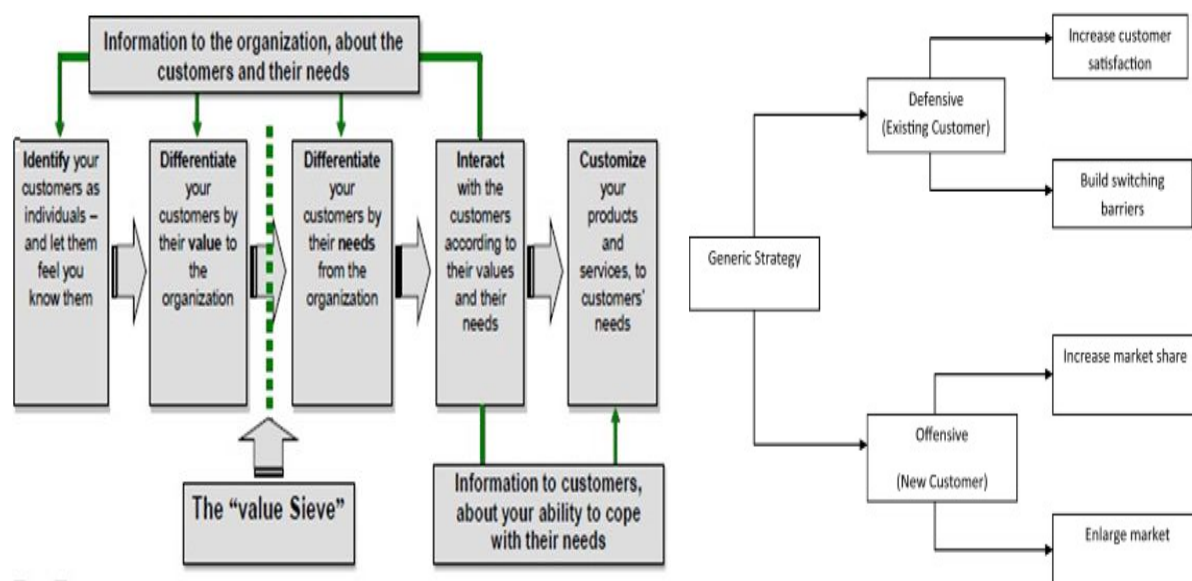 Information to the organization, about the
customers and their needs
Identify your
customers as
individuals –
and let them
feel you
know them
Differentiate
your
customers by
their value to
the
organization
Differentiate
your
customers by
their needs
from the
organization
Interact
with the
customers
according to
their values
and their
needs
Customize
your
products
and
services, to
customers'
needs
The "value Sieve"
Information to customers,
about your ability to cope
with their needs
Generic Strategy
Defensive
(Existing Customer)
Increase customer
satisfaction
Build switching
barriers
Offensive
(New Customer)
Increase market share
Enlarge market